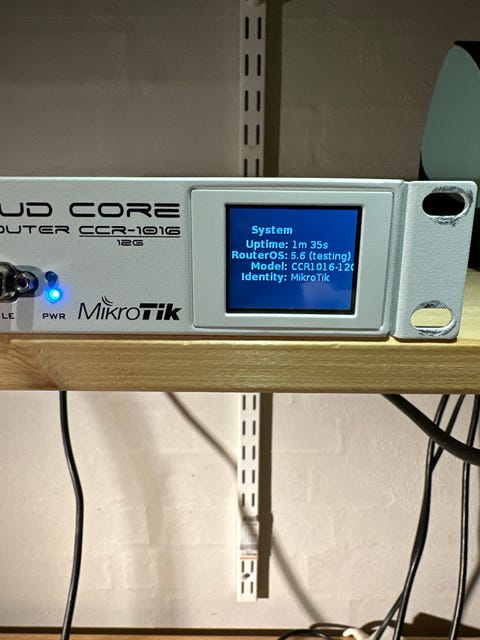 UD CORE
OUTER CCR-1016
12G
LE
PWR
MikroTik
System
Uptime: 1m 35s
RouterOS: 5.6 (testing)
Model: CCR1016-12G
Identity: MikroTik